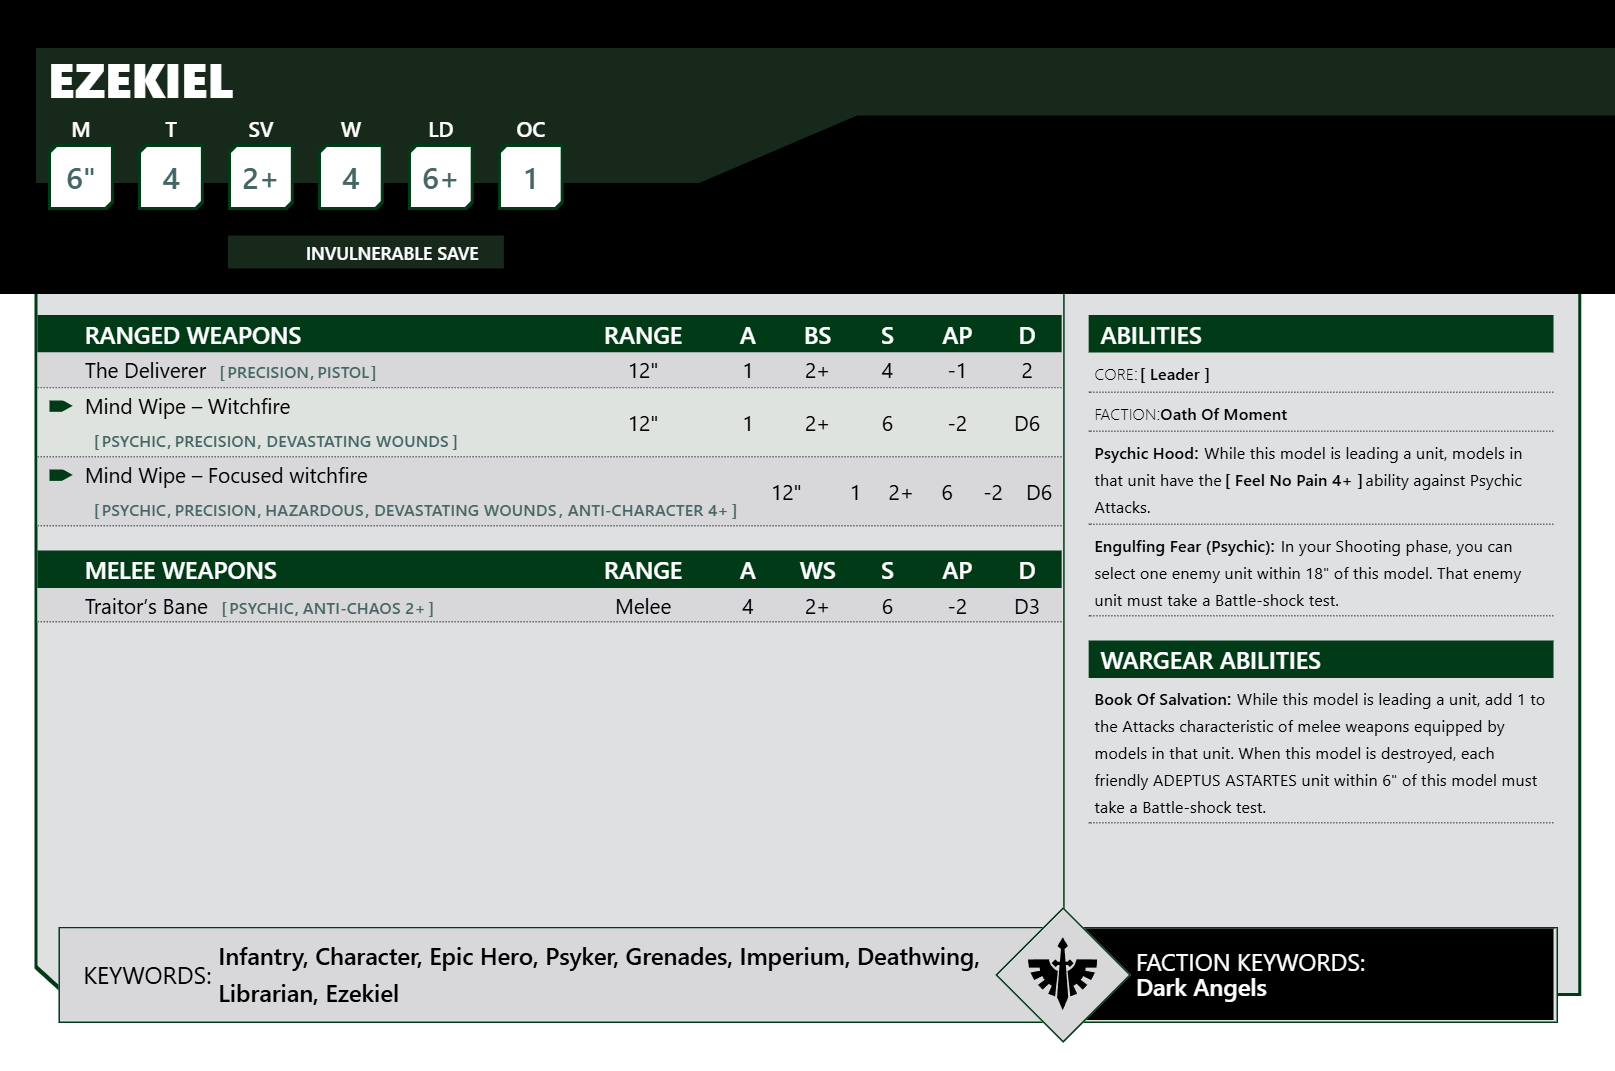 EZEKIEL
M T SV W LD OC
6" 4 2+ 4 6+ 1
INVULNERABLE SAVE
RANGED WEAPONS RANGE A BS S AP D
The Deliverer [PRECISION, PISTOL] 12" 1 2+ 4 -1 2
Mind Wipe – Witchfire
[PSYCHIC, PRECISION, DEVASTATING WOUNDS] 12" 1 2+ 6 -2 D6
Mind Wipe – Focused witchfire
[PSYCHIC, PRECISION, HAZARDOUS, DEVASTATING WOUNDS, ANTI-CHARACTER 4+] 12" 1 2+ 6 -2 D6
MELEE WEAPONS RANGE A WS S AP D
Traitor’s Bane [PSYCHIC, ANTI-CHAOS 2+] Melee 4 2+ 6 -2 D3
ABILITIES
CORE: [ Leader ]
FACTION:Oath Of Moment
Psychic Hood: While this model is leading a unit, models in
that unit have the [ Feel No Pain 4+ ] ability against Psychic
Attacks.
Engulfing Fear (Psychic): In your Shooting phase, you can
select one enemy unit within 18" of this model. That enemy
unit must take a Battle-shock test.
WARGEAR ABILITIES
Book Of Salvation: While this model is leading a unit, add 1 to
the Attacks characteristic of melee weapons equipped by
models in that unit. When this model is destroyed, each
friendly ADEPTUS ASTARTES unit within 6" of this model must
take a Battle-shock test.
KEYWORDS: Infantry, Character, Epic Hero, Psyker, Grenades, Imperium, Deathwing,
Librarian, Ezekiel
FACTION KEYWORDS:
Dark Angels